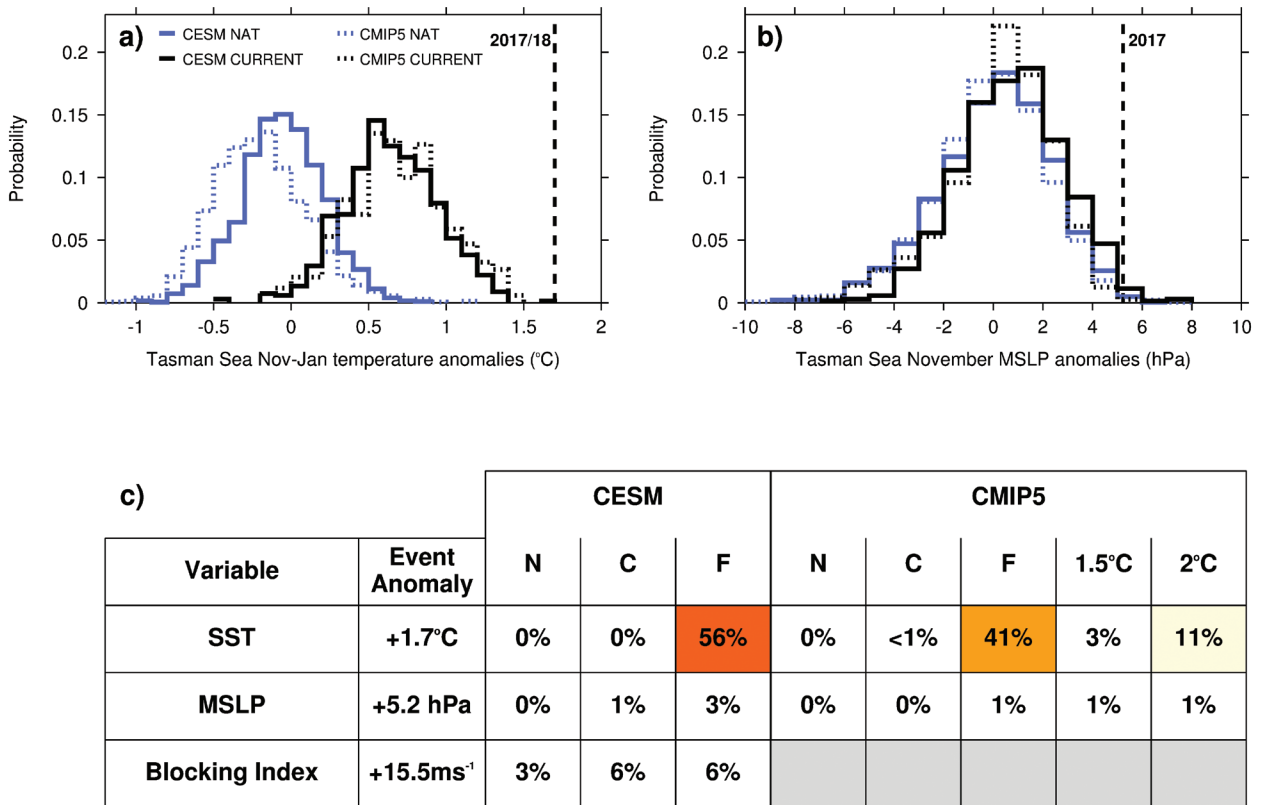 a)
CESM NAT
CMIP5 NAT
CESM CURRENT
CMIP5 CURRENT
2017/18
Probability
0.2
0.15
0.1
0.05
0
-1
-0.5
0
0.5
1
1.5
2
Tasman Sea Nov-Jan temperature anomalies (°C)
b)
2017
Probability
0.2
0.15
0.1
0.05
0
-10
-8
-6
-4
-2
0
2
4
6
8
10
Tasman Sea November MSLP anomalies (hPa)
c)
CESM CMIP5
Variable Event Anomaly N C F N C F 1.5°C 2°C
SST +1.7°C 0% 0% 56% 0% <1% 41% 3% 11%
MSLP +5.2 hPa 0% 1% 3% 0% 0% 1% 1% 1%
Blocking Index +15.5ms⁻¹ 3% 6% 6%